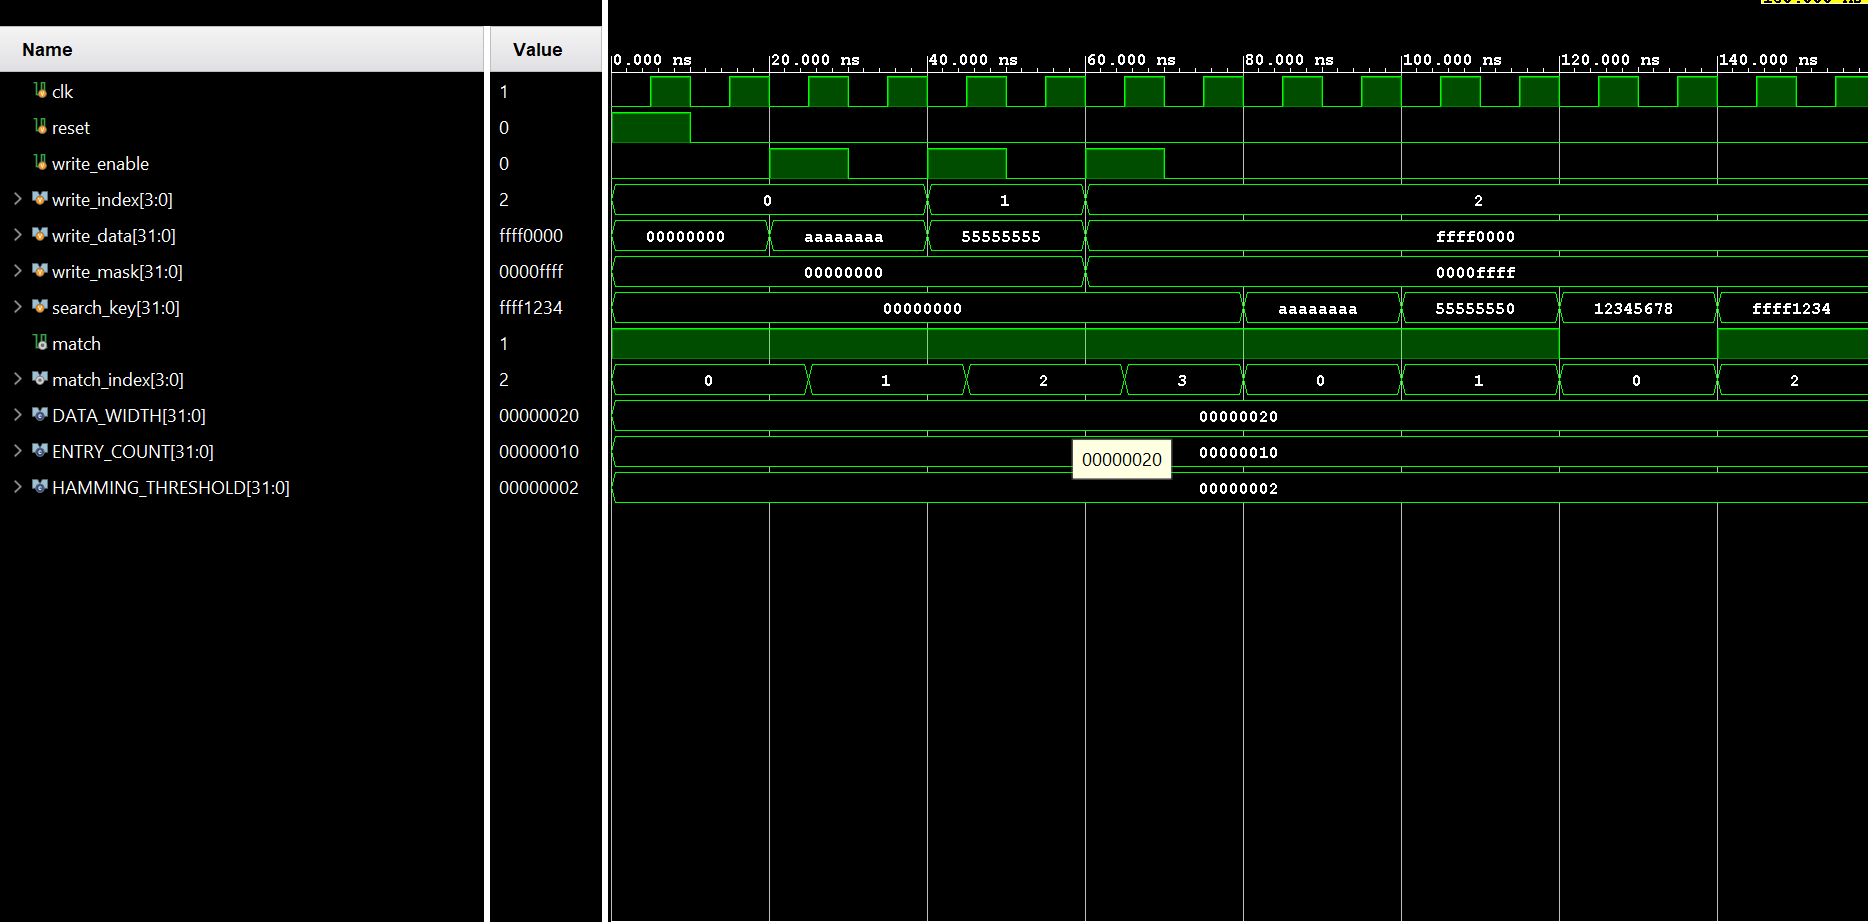 Name Value
0.000 ns 20.000 ns 40.000 ns 60.000 ns 80.000 ns 100.000 ns 120.000 ns 140.000 ns
clk 1
reset 0
write_enable 0
write_index[3:0] 2 0 1 2
write_data[31:0] ffff0000 00000000 aaaaaaaa 55555555 ffff0000
write_mask[31:0] 0000ffff 00000000 0000ffff
search_key[31:0] ffff1234 00000000 aaaaaaaa 55555550 12345678 ffff1234
match 1
match_index[3:0] 2 0 1 2 3 0 1 0 2
DATA_WIDTH[31:0] 00000020 00000020
ENTRY_COUNT[31:0] 00000010 00000010
00000020
HAMMING_THRESHOLD[31:0] 00000002 00000002